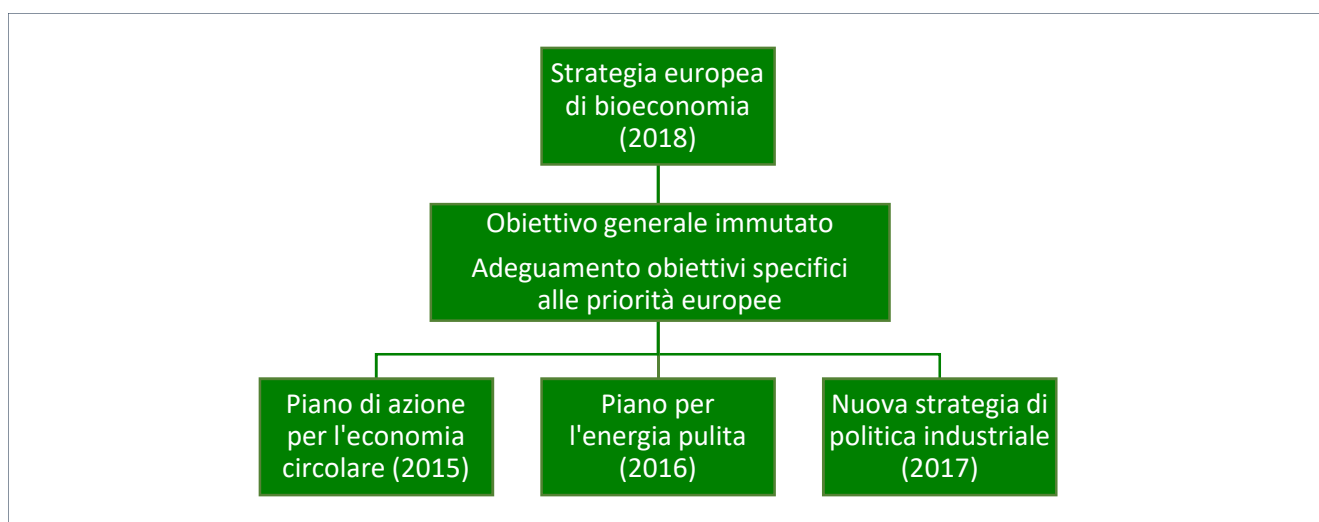 Strategia europea
di bioeconomia
(2018)
Obiettivo generale immutato
Adeguamento obiettivi specifici
alle priorità europee
Piano di azione
per l'economia
circolare (2015)
Piano per
l'energia pulita
(2016)
Nuova strategia di
politica industriale
(2017)